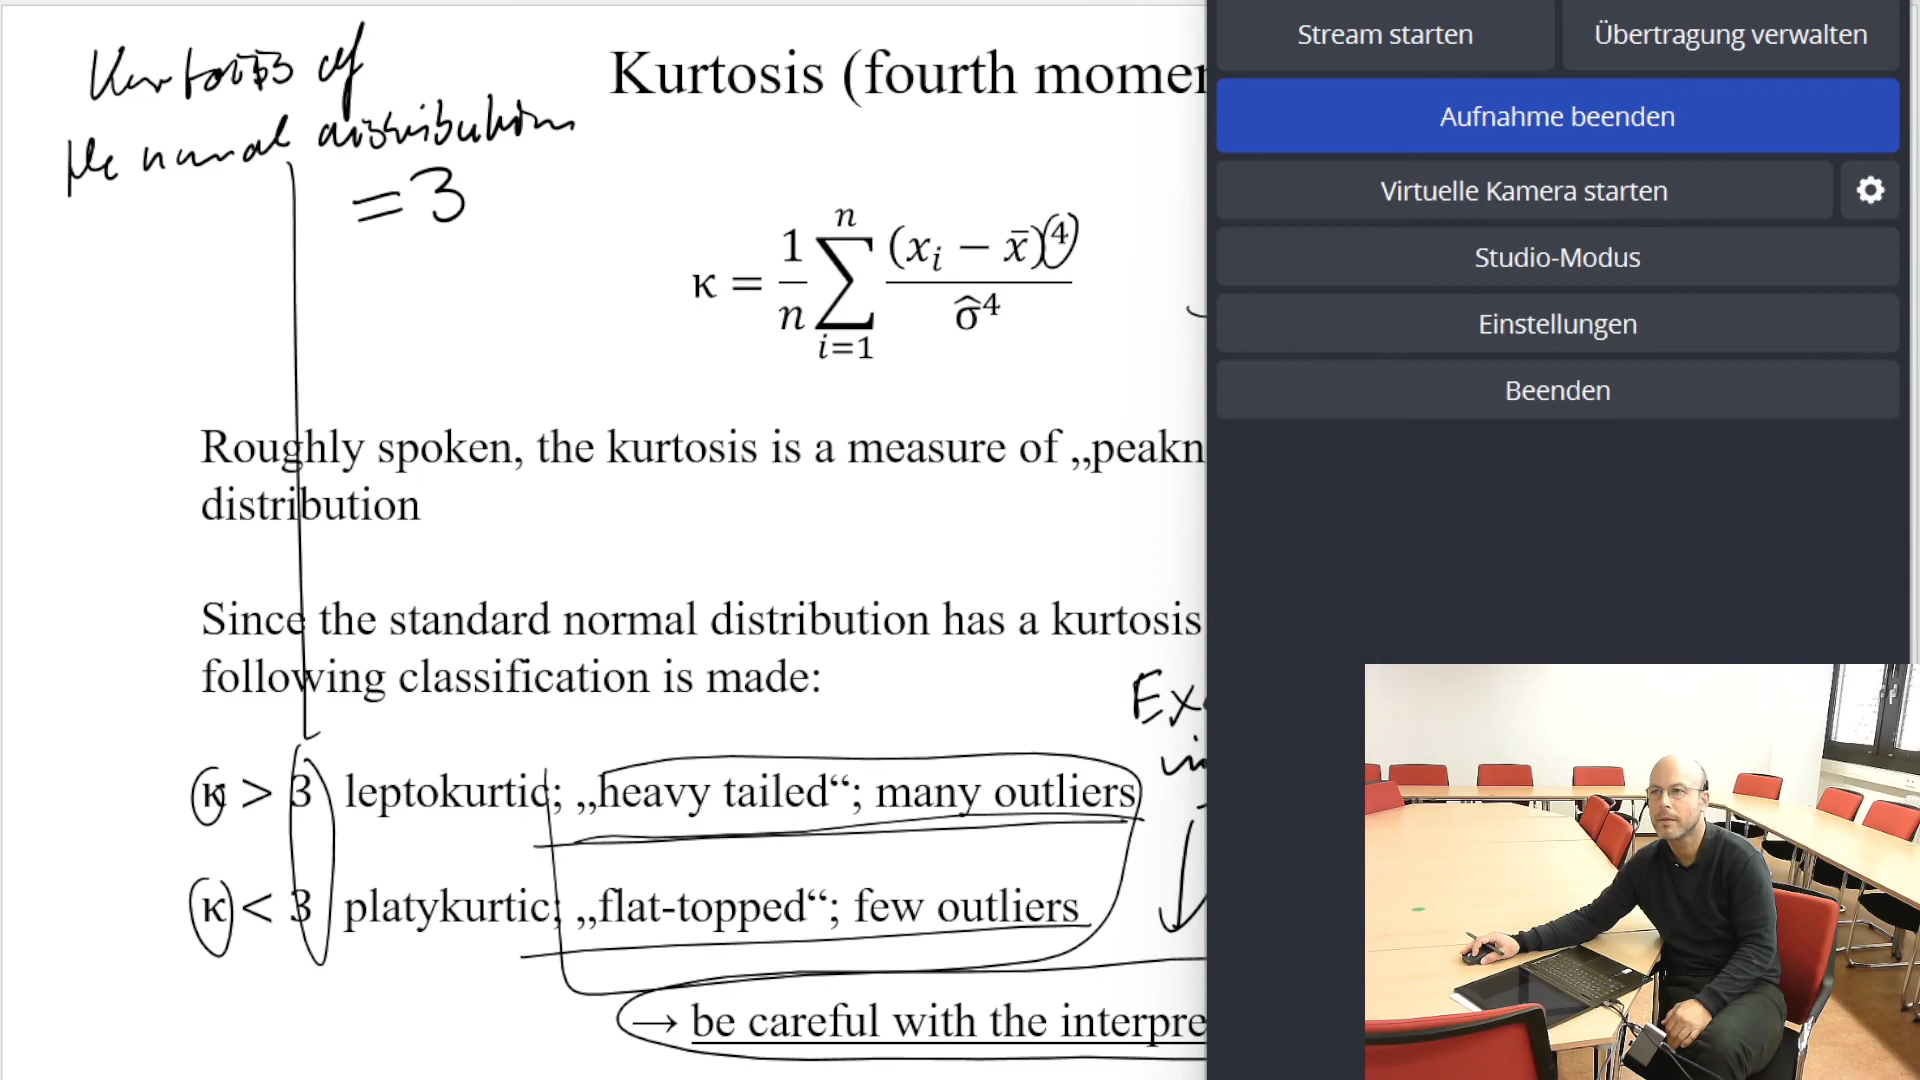 Kurtosis of
the normal distribution
= 3
Kurtosis (fourth momen
κ = 1/n ∑ i=1 n (xᵢ − x̄)⁴ / σ̂⁴
Roughly spoken, the kurtosis is a measure of „peakn
distribution
Since the standard normal distribution has a kurtosis
following classification is made:
κ > 3 leptokurtic; „heavy tailed“; many outliers
κ < 3 platykurtic; „flat-topped“; few outliers
→ be careful with the interpre
Ex
Stream starten
Übertragung verwalten
Aufnahme beenden
Virtuelle Kamera starten
Studio-Modus
Einstellungen
Beenden